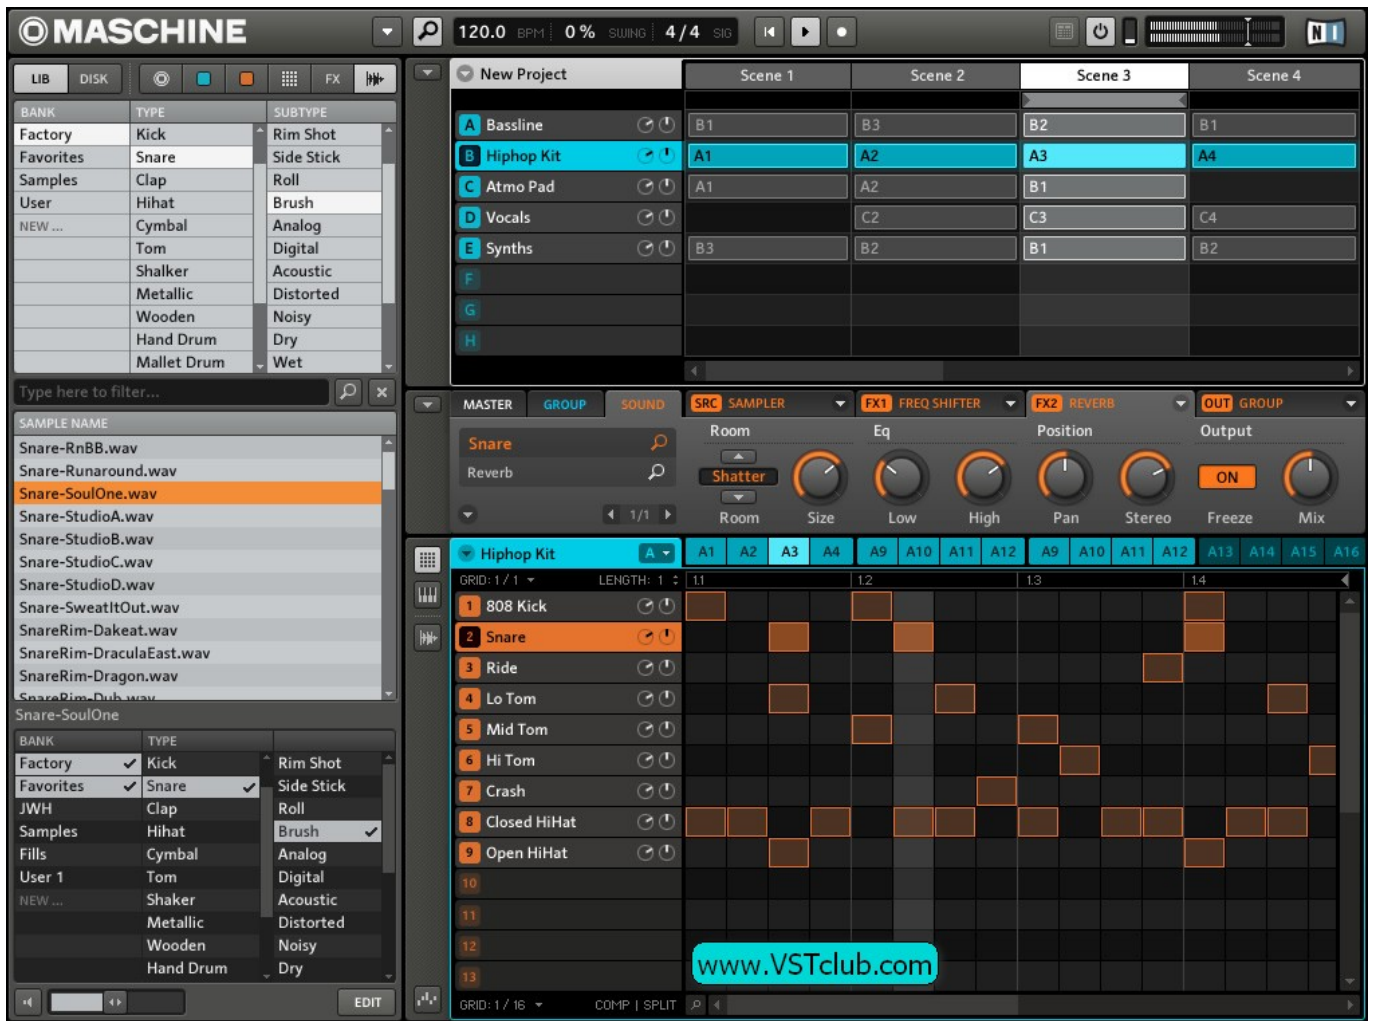 MASCHINE
120.0 BPM 0% SWING 4/4 SIG
NI
LIB DISK FX
New Project Scene 1 Scene 2 Scene 3 Scene 4
BANK TYPE SUBTYPE
Factory Kick Rim Shot
Favorites Snare Side Stick
Samples Clap Roll
User Hihat Brush
NEW ... Cymbal Analog
Tom Digital
Shalker Acoustic
Metallic Distorted
Wooden Noisy
Hand Drum Dry
Mallet Drum Wet
A Bassline B1 B3 B2 B1
B Hiphop Kit A1 A2 A3 A4
C Atmo Pad A1 A2 B1
D Vocals C2 C3 C4
E Synths B3 B2 B1 B2
F
G
H
Type here to filter...
SAMPLE NAME
Snare-RnBB.wav
Snare-Runaround.wav
Snare-SoulOne.wav
Snare-StudioA.wav
Snare-StudioB.wav
Snare-StudioC.wav
Snare-StudioD.wav
Snare-SweatItOut.wav
SnareRim-Dakeat.wav
SnareRim-DraculaEast.wav
SnareRim-Dragon.wav
SnareRim-Dub.wav
MASTER GROUP SOUND SRC SAMPLER FX1 FREQ SHIFTER FX2 REVERB OUT GROUP
Snare
Reverb
1/1
Room Eq Position Output
Shatter ON
Room Size Low High Pan Stereo Freeze Mix
Hiphop Kit A A1 A2 A3 A4 A9 A10 A11 A12 A9 A10 A11 A12 A13 A14 A15 A16
GRID: 1/1 LENGTH: 1 1.1 1.2 1.3 1.4
1 808 Kick
2 Snare
3 Ride
4 Lo Tom
5 Mid Tom
6 Hi Tom
7 Crash
8 Closed HiHat
9 Open HiHat
10
11
12
13
GRID: 1/16 COMP | SPLIT
www.VSTclub.com
Snare-SoulOne
BANK TYPE
Factory Kick Rim Shot
Favorites Snare Side Stick
JWH Clap Roll
Samples Hihat Brush
Fills Cymbal Analog
User 1 Tom Digital
NEW ... Shaker Acoustic
Metallic Distorted
Wooden Noisy
Hand Drum Dry
EDIT